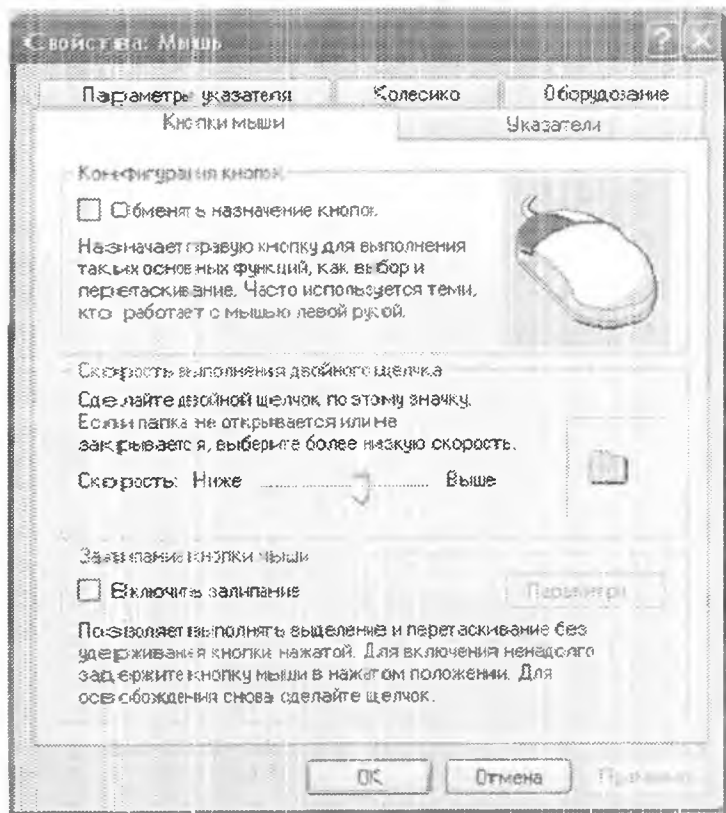 Свойства: Мышь
Параметры указателя
Колесико
Оборудование
Кнопки мыши
Указатели
Конфигурация кнопок
Обменять назначение кнопок
Назначает правую кнопку для выполнения
таких основных функций, как выбор и
перетаскивание. Часто используется теми,
кто работает с мышью левой рукой.
Скорость выполнения двойного щелчка
Сделайте двойной щелчок по этому значку.
Если папка не открывается или не
закрывается, выберите более низкую скорость.
Скорость: Ниже Выше
Залипание кнопки мыши
Включить залипание
Параметры
Позволяет выполнять выделение и перетаскивание без
удерживания кнопки нажатой. Для включения ненадолго
задержите кнопку мыши в нажатом положении. Для
освобождения снова сделайте щелчок.
ОК
Отмена
Применить